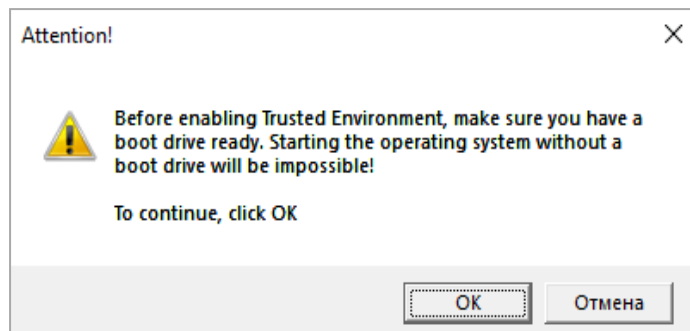 Attention!
Before enabling Trusted Environment, make sure you have a
boot drive ready. Starting the operating system without a
boot drive will be impossible!
To continue, click OK
OK
Отмена